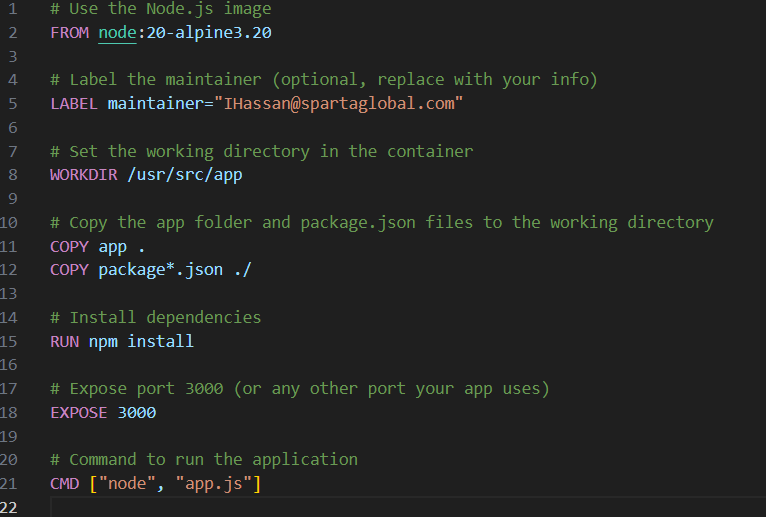 1 # Use the Node.js image
2 FROM node:20-alpine3.20
3
4 # Label the maintainer (optional, replace with your info)
5 LABEL maintainer="IHassan@spartaglobal.com"
6
7 # Set the working directory in the container
8 WORKDIR /usr/src/app
9
10 # Copy the app folder and package.json files to the working directory
11 COPY app .
12 COPY package*.json ./
13
14 # Install dependencies
15 RUN npm install
16
17 # Expose port 3000 (or any other port your app uses)
18 EXPOSE 3000
19
20 # Command to run the application
21 CMD ["node", "app.js"]
22